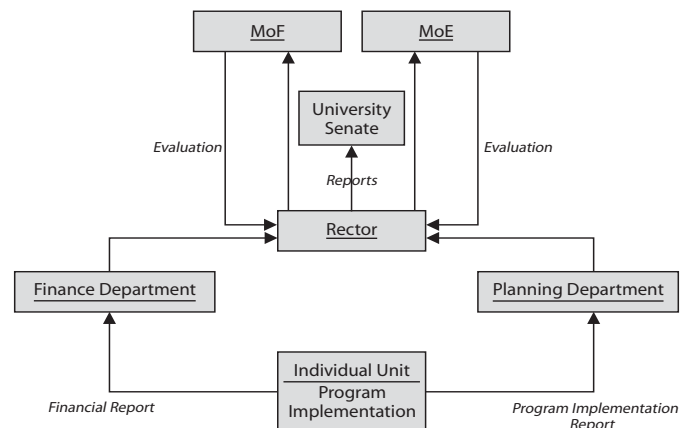 MoF
MoE
University
Senate
Evaluation
Evaluation
Reports
Rector
Finance Department
Planning Department
Individual Unit
Program
Implementation
Financial Report
Program Implementation
Report